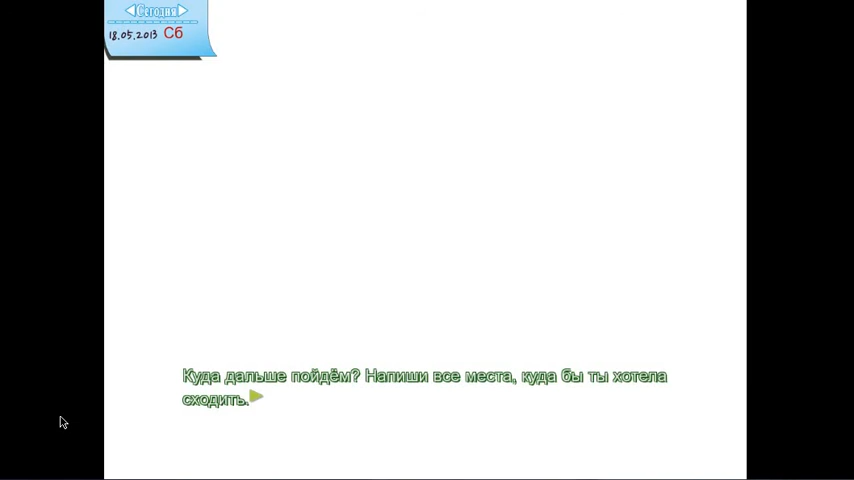 Сегодня
18.05.2013 Сб
Куда дальше пойдём? Напиши все места, куда бы ты хотела
сходить.